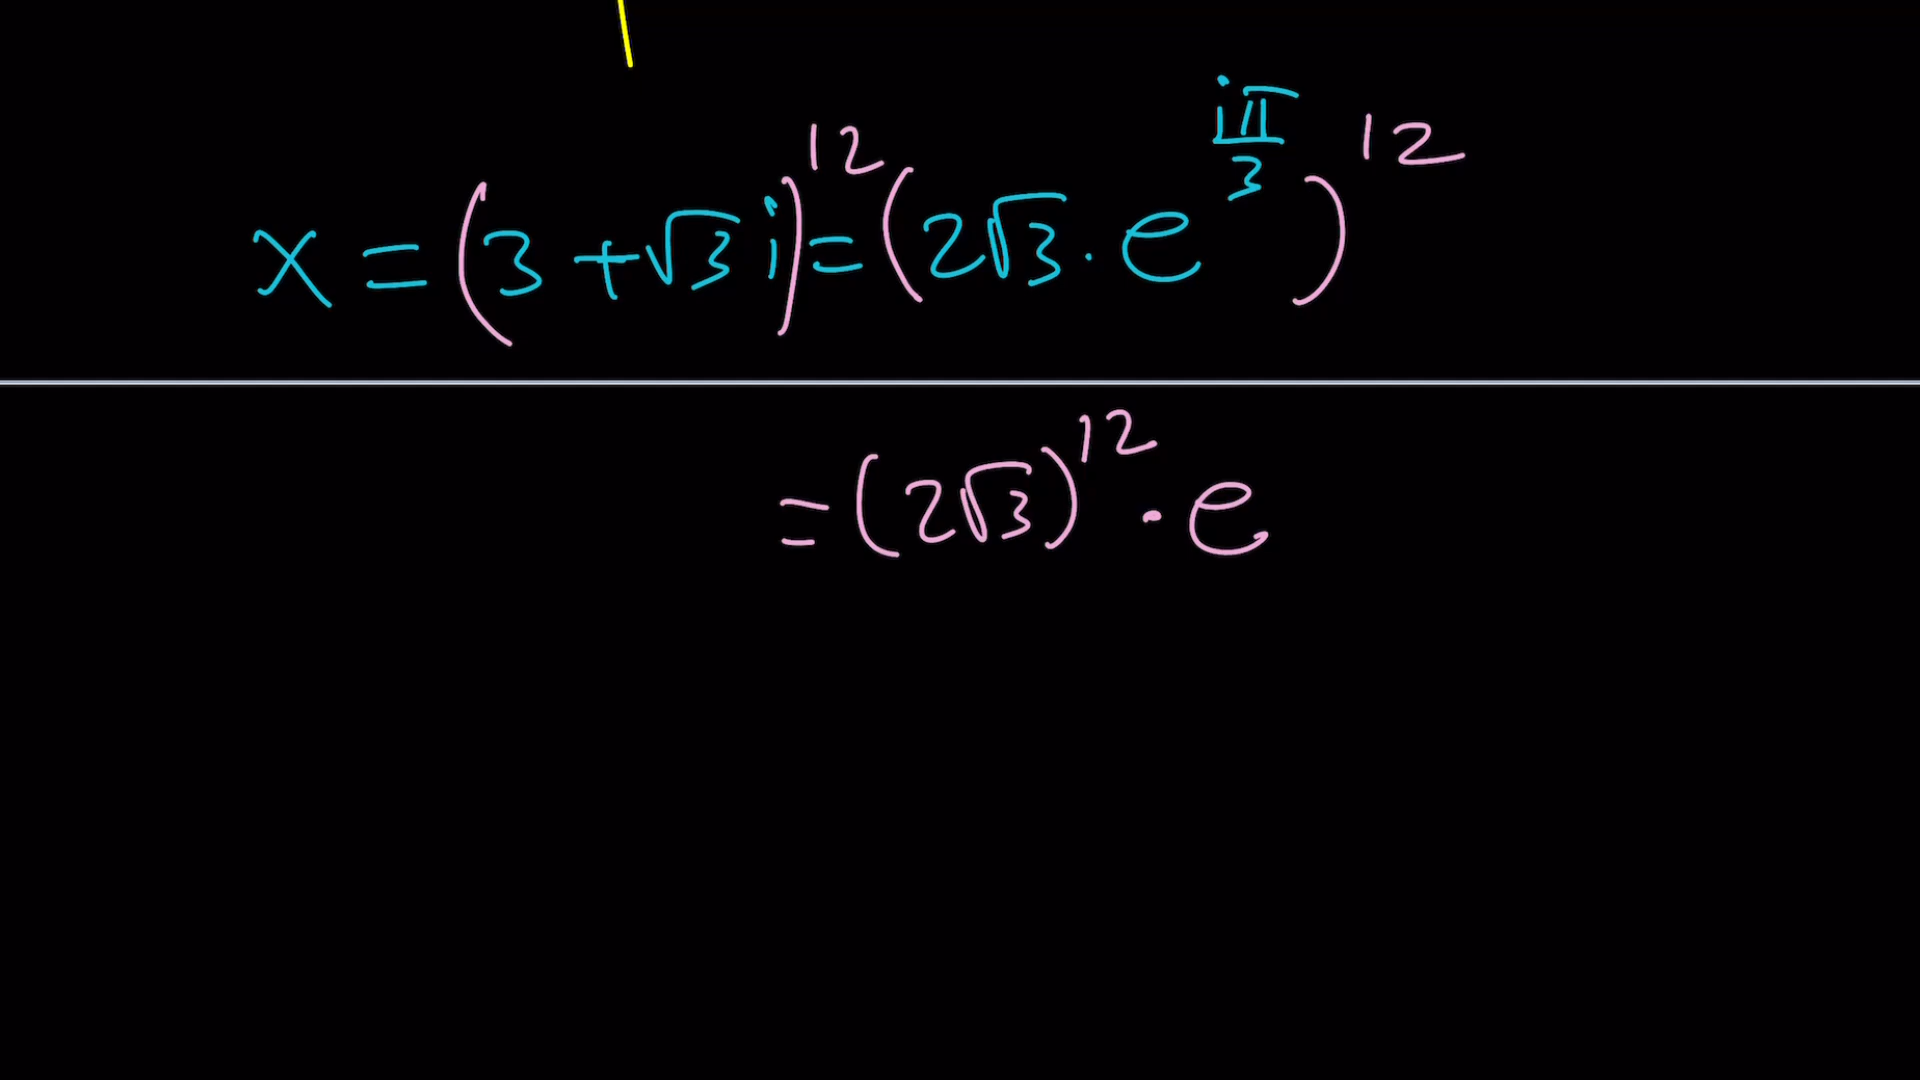 x = (3 + √3 i)^12 = (2√3 · e^(iπ/3))^12
= (2√3)^12 · e